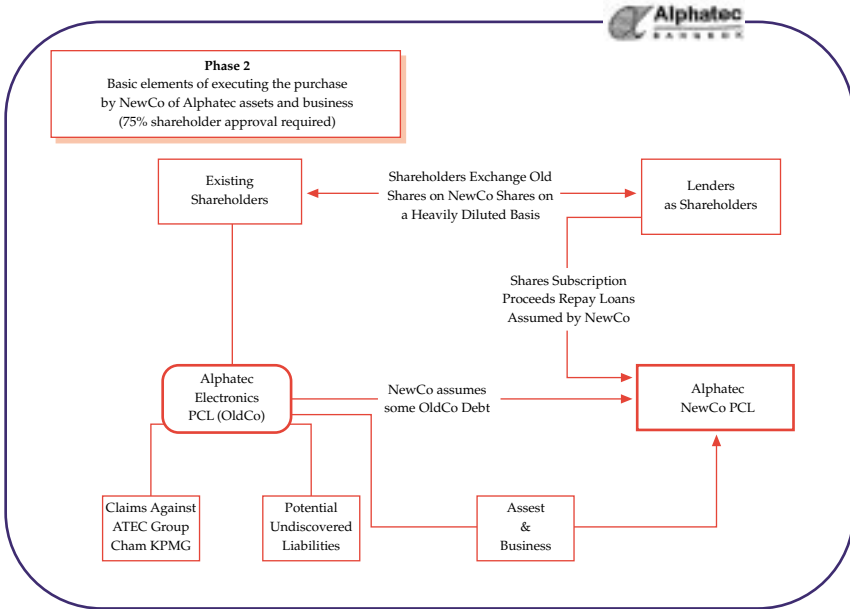 Alphatec
BANGKOK
Phase 2
Basic elements of executing the purchase
by NewCo of Alphatec assets and business
(75% shareholder approval required)
Existing
Shareholders
Shareholders Exchange Old
Shares on NewCo Shares on
a Heavily Diluted Basis
Lenders
as Shareholders
Shares Subscription
Proceeds Repay Loans
Assumed by NewCo
Alphatec
Electronics
PCL (OldCo)
NewCo assumes
some OldCo Debt
Alphatec
NewCo PCL
Claims Against
ATEC Group
Cham KPMG
Potential
Undiscovered
Liabilities
Assest
&
Business